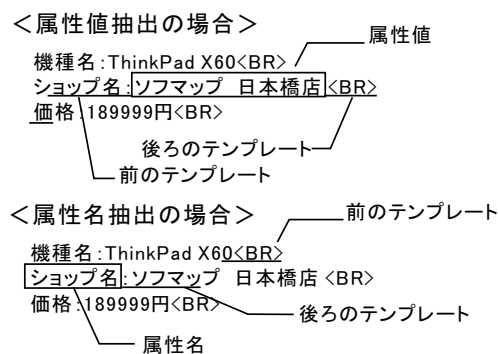 ＜属性値抽出の場合＞
属性値
機種名:ThinkPad X60<BR>
ショップ名:ソフマップ 日本橋店<BR>
価格:189999円<BR>
後ろのテンプレート
前のテンプレート
＜属性名抽出の場合＞
前のテンプレート
機種名:ThinkPad X60<BR>
ショップ名:ソフマップ 日本橋店<BR>
価格:189999円<BR>
後ろのテンプレート
属性名